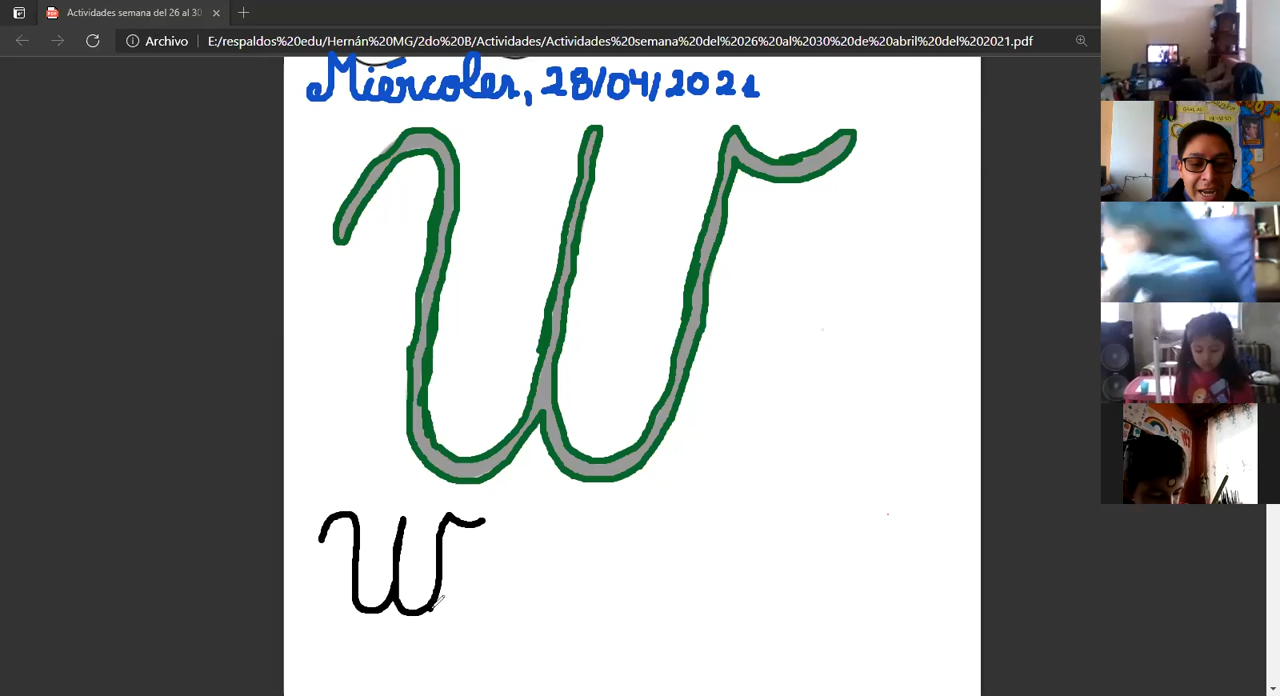 Actividades semana del 26 al 30
Archivo
E:/respaldos%20edu/Hernán%20MG/2do%20B/Actividades/Actividades%20semana%20del%2026%20al%2030%20de%20abril%20del%202021.pdf
Miércoles, 28/04/2021
W
W